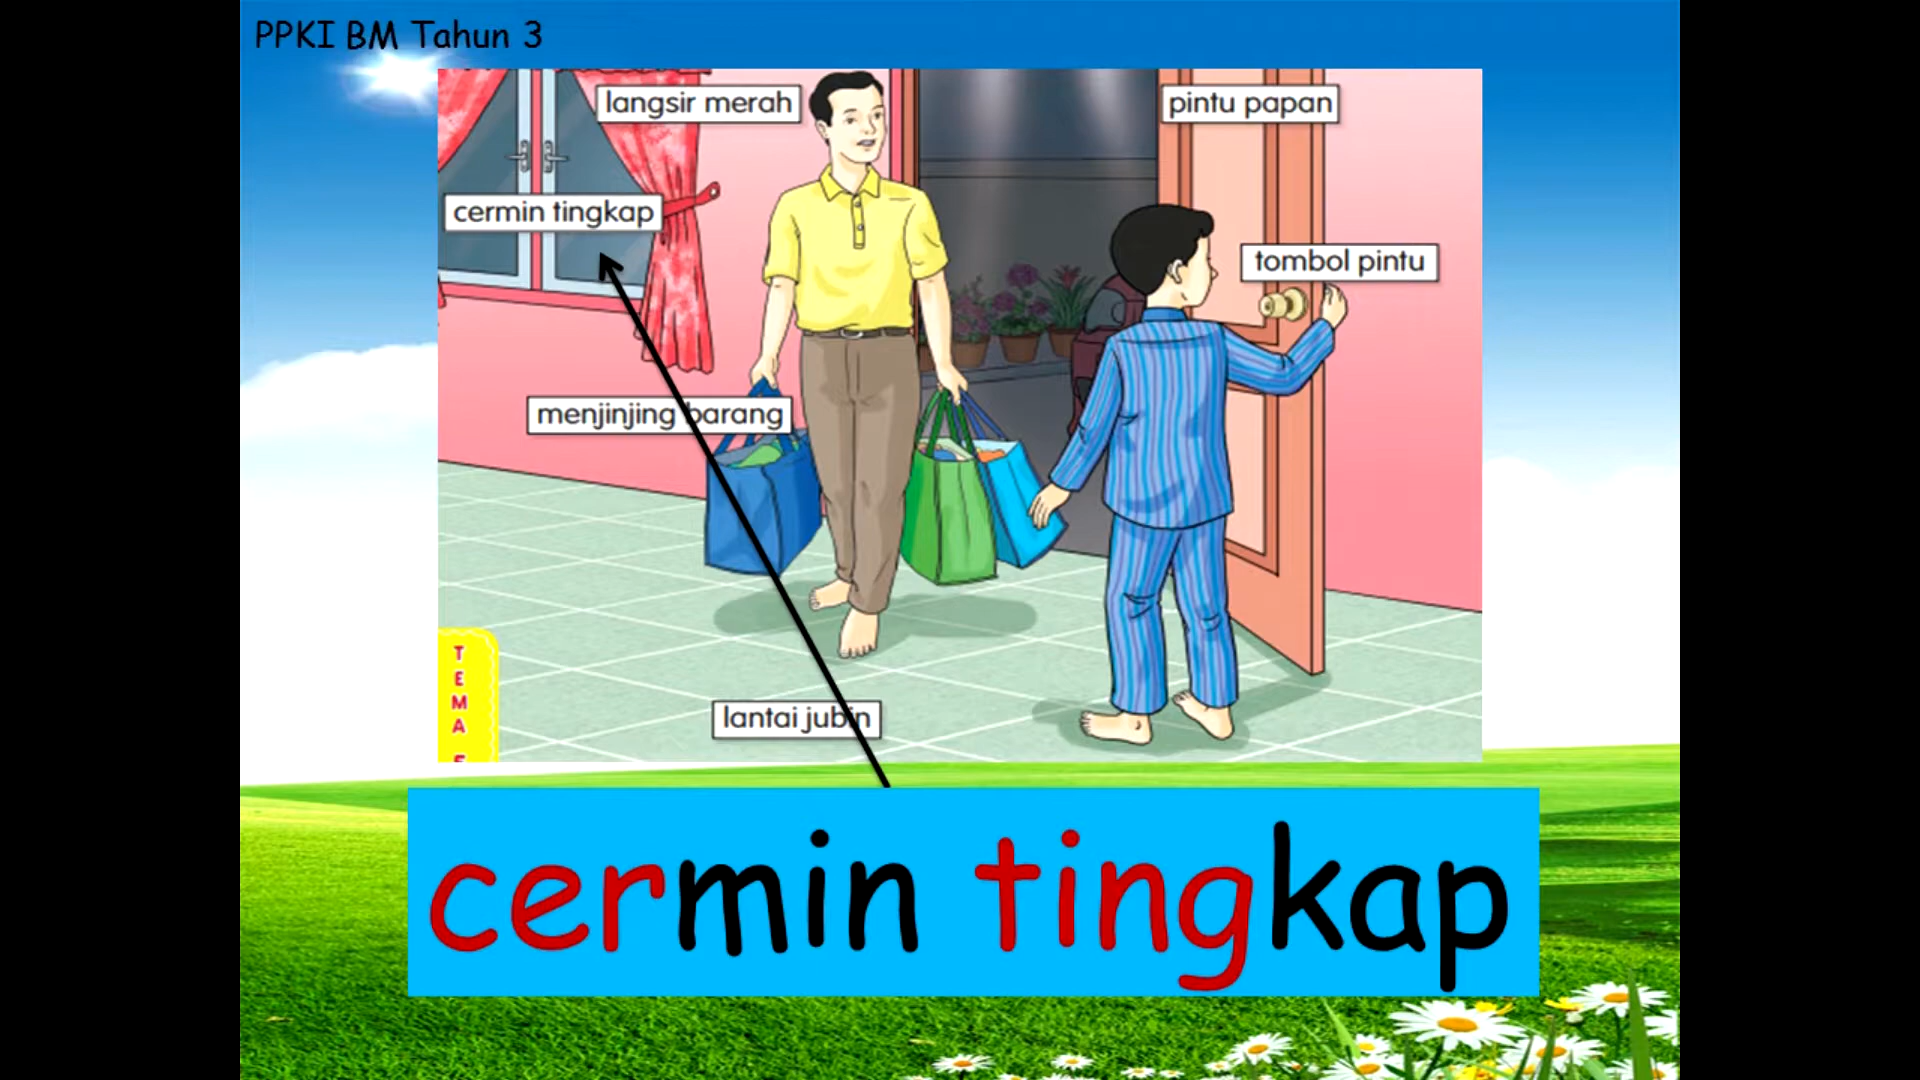 PPKI BM Tahun 3
langsir merah
pintu papan
cermin tingkap
tombol pintu
menjinjing barang
lantai jubin
TEMA
cermin tingkap